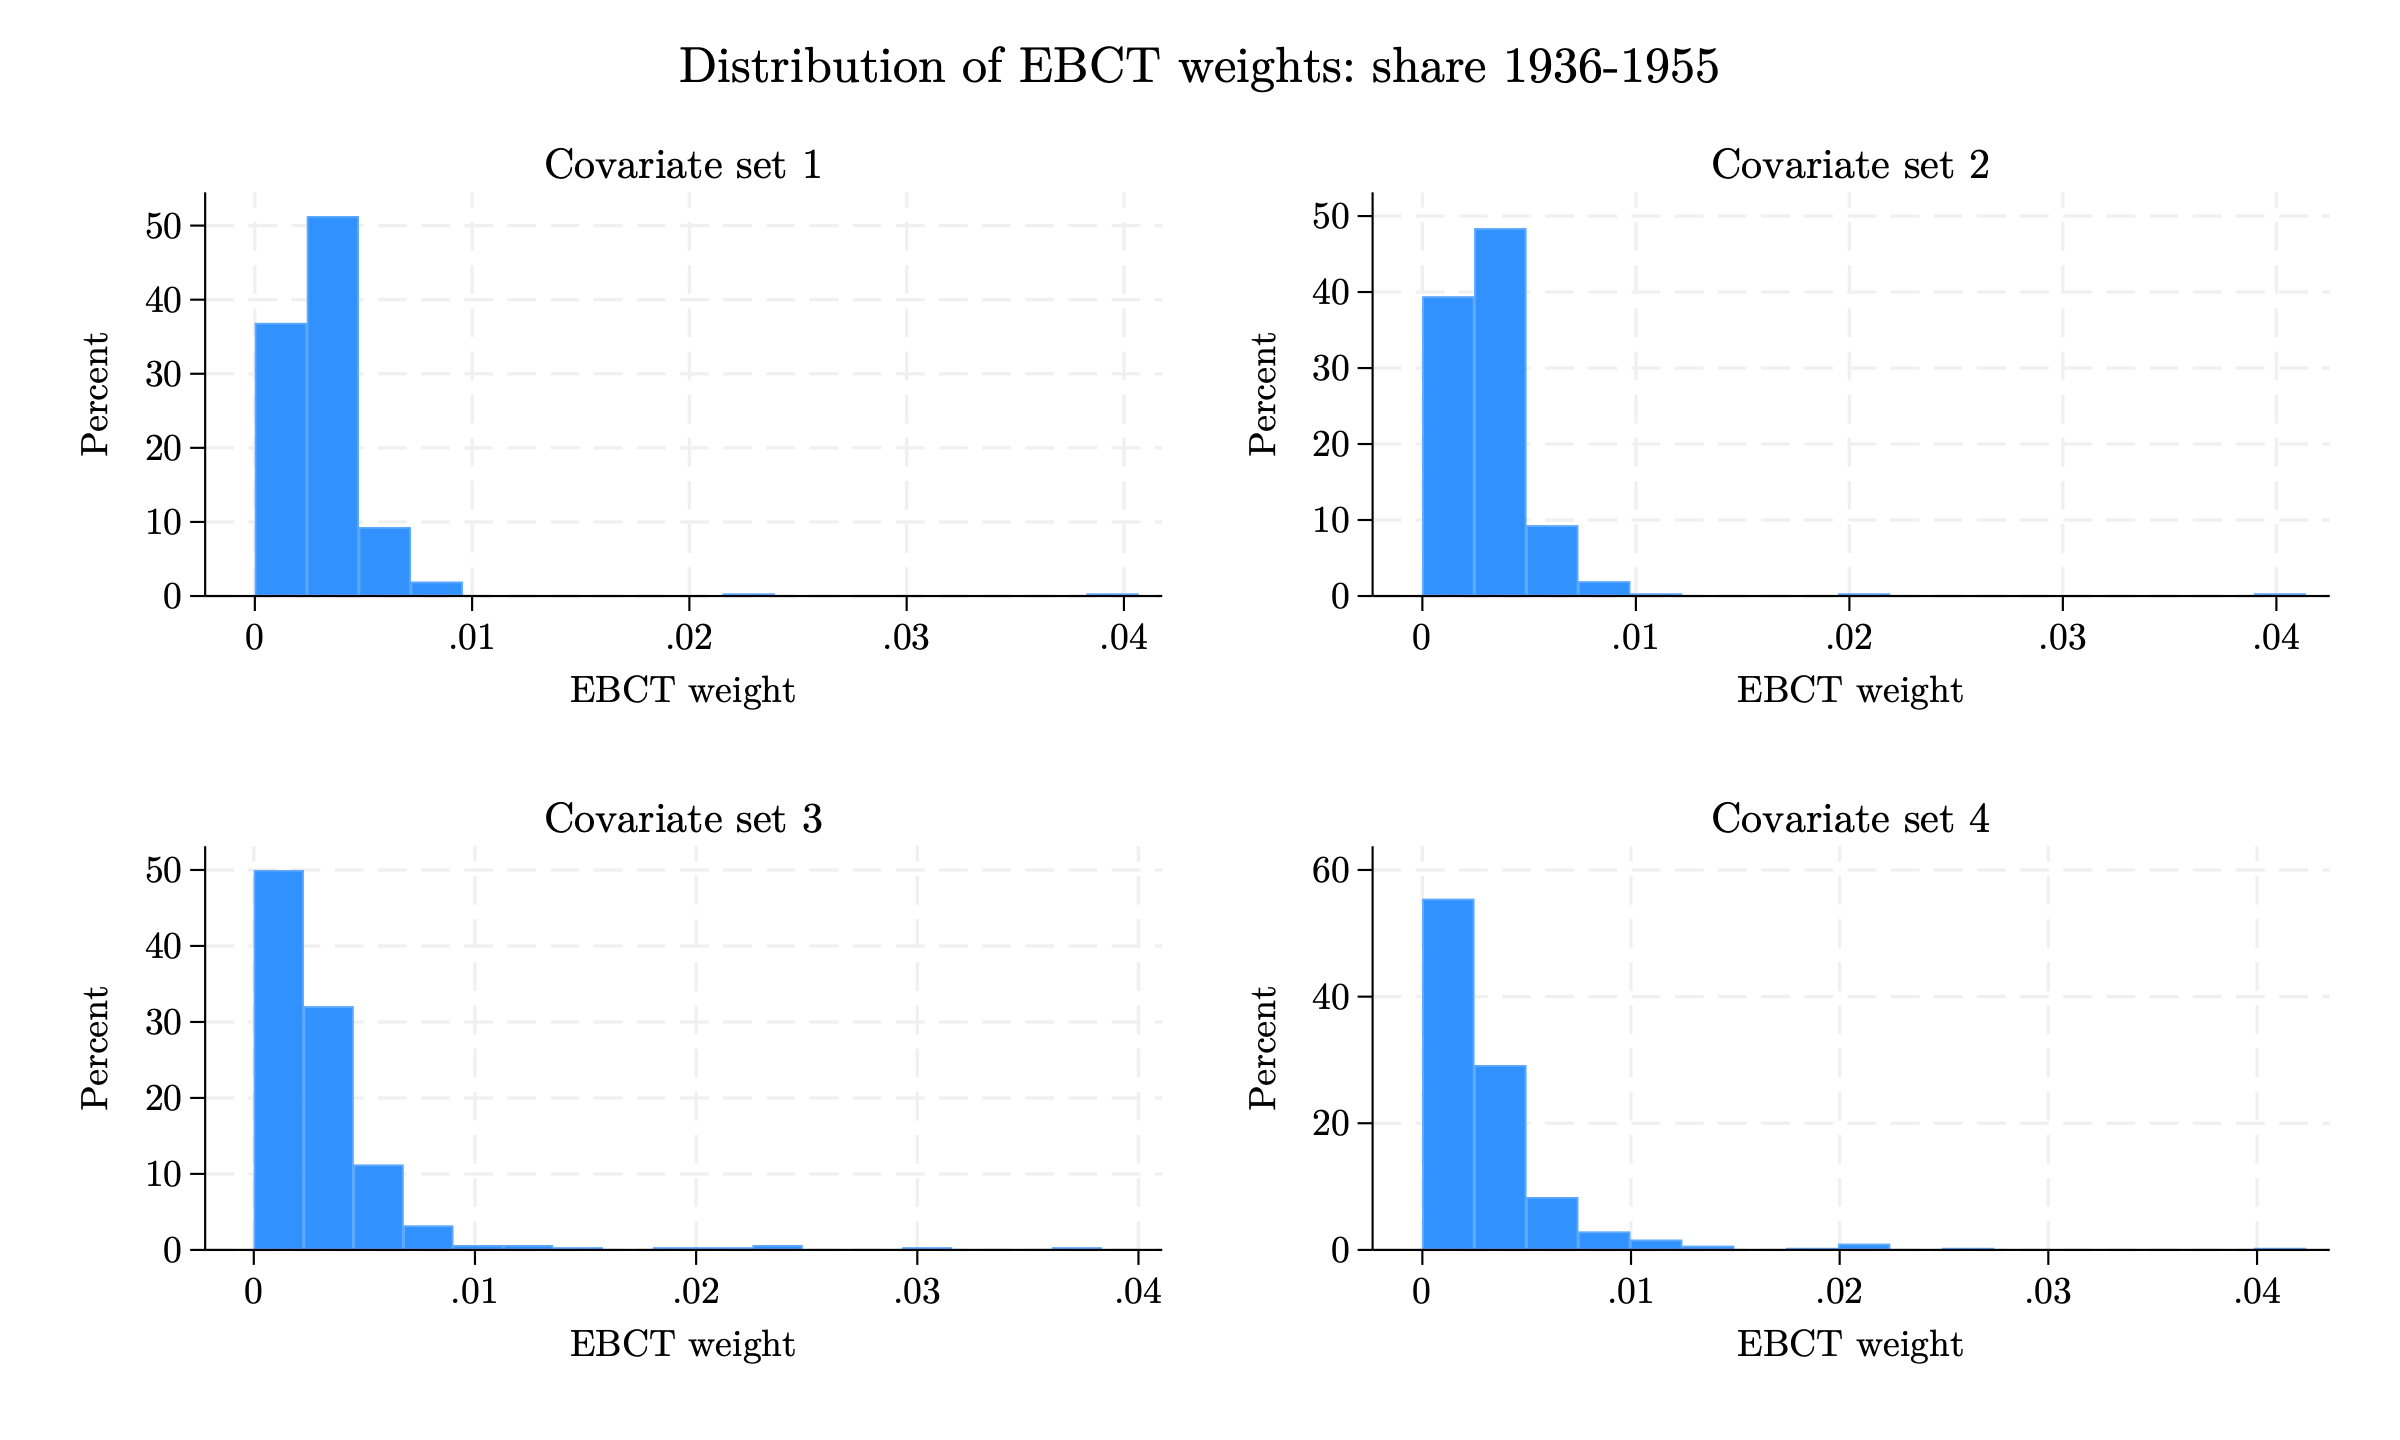 Distribution of EBCT weights: share 1936-1955
Covariate set 1
Percent
50
40
30
20
10
0
0 .01 .02 .03 .04
EBCT weight
Covariate set 2
Percent
50
40
30
20
10
0
0 .01 .02 .03 .04
EBCT weight
Covariate set 3
Percent
50
40
30
20
10
0
0 .01 .02 .03 .04
EBCT weight
Covariate set 4
Percent
60
40
20
0
0 .01 .02 .03 .04
EBCT weight